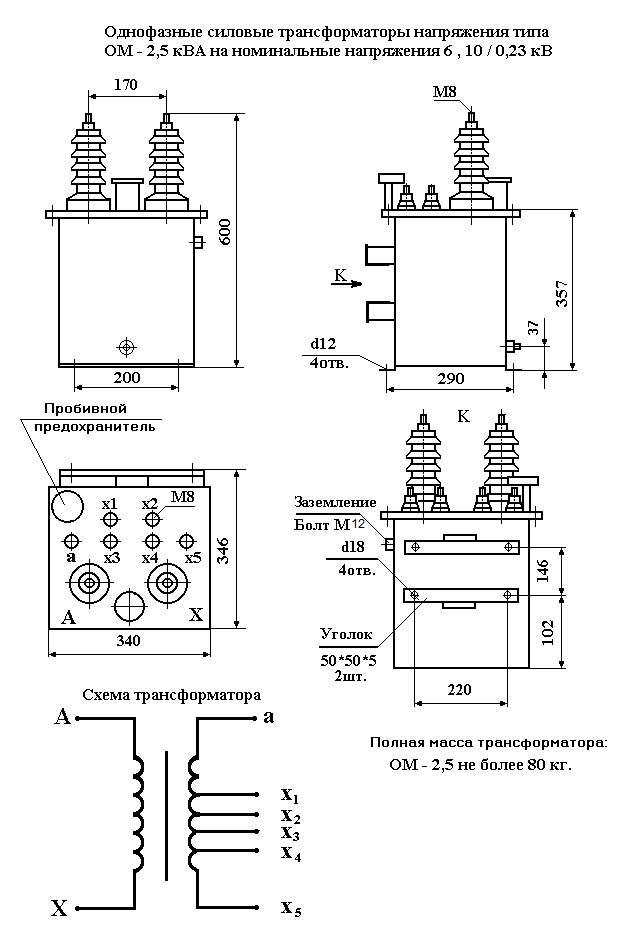 Однофазные силовые трансформаторы напряжения типа
ОМ - 2,5 кВА на номинальные напряжения 6 , 10 / 0,23 кВ
170
600
200
М8
К
357
37
d12
4отв.
290
Пробивной
предохранитель
x1
x2
М8
a
x3
x4
x5
А
Х
346
340
К
Заземление
Болт М12
d18
4отв.
146
102
Уголок
50*50*5
2шт.
220
Схема трансформатора
А
a
x1
x2
x3
x4
Х
x5
Полная масса трансформатора:
ОМ - 2,5 не более 80 кг.